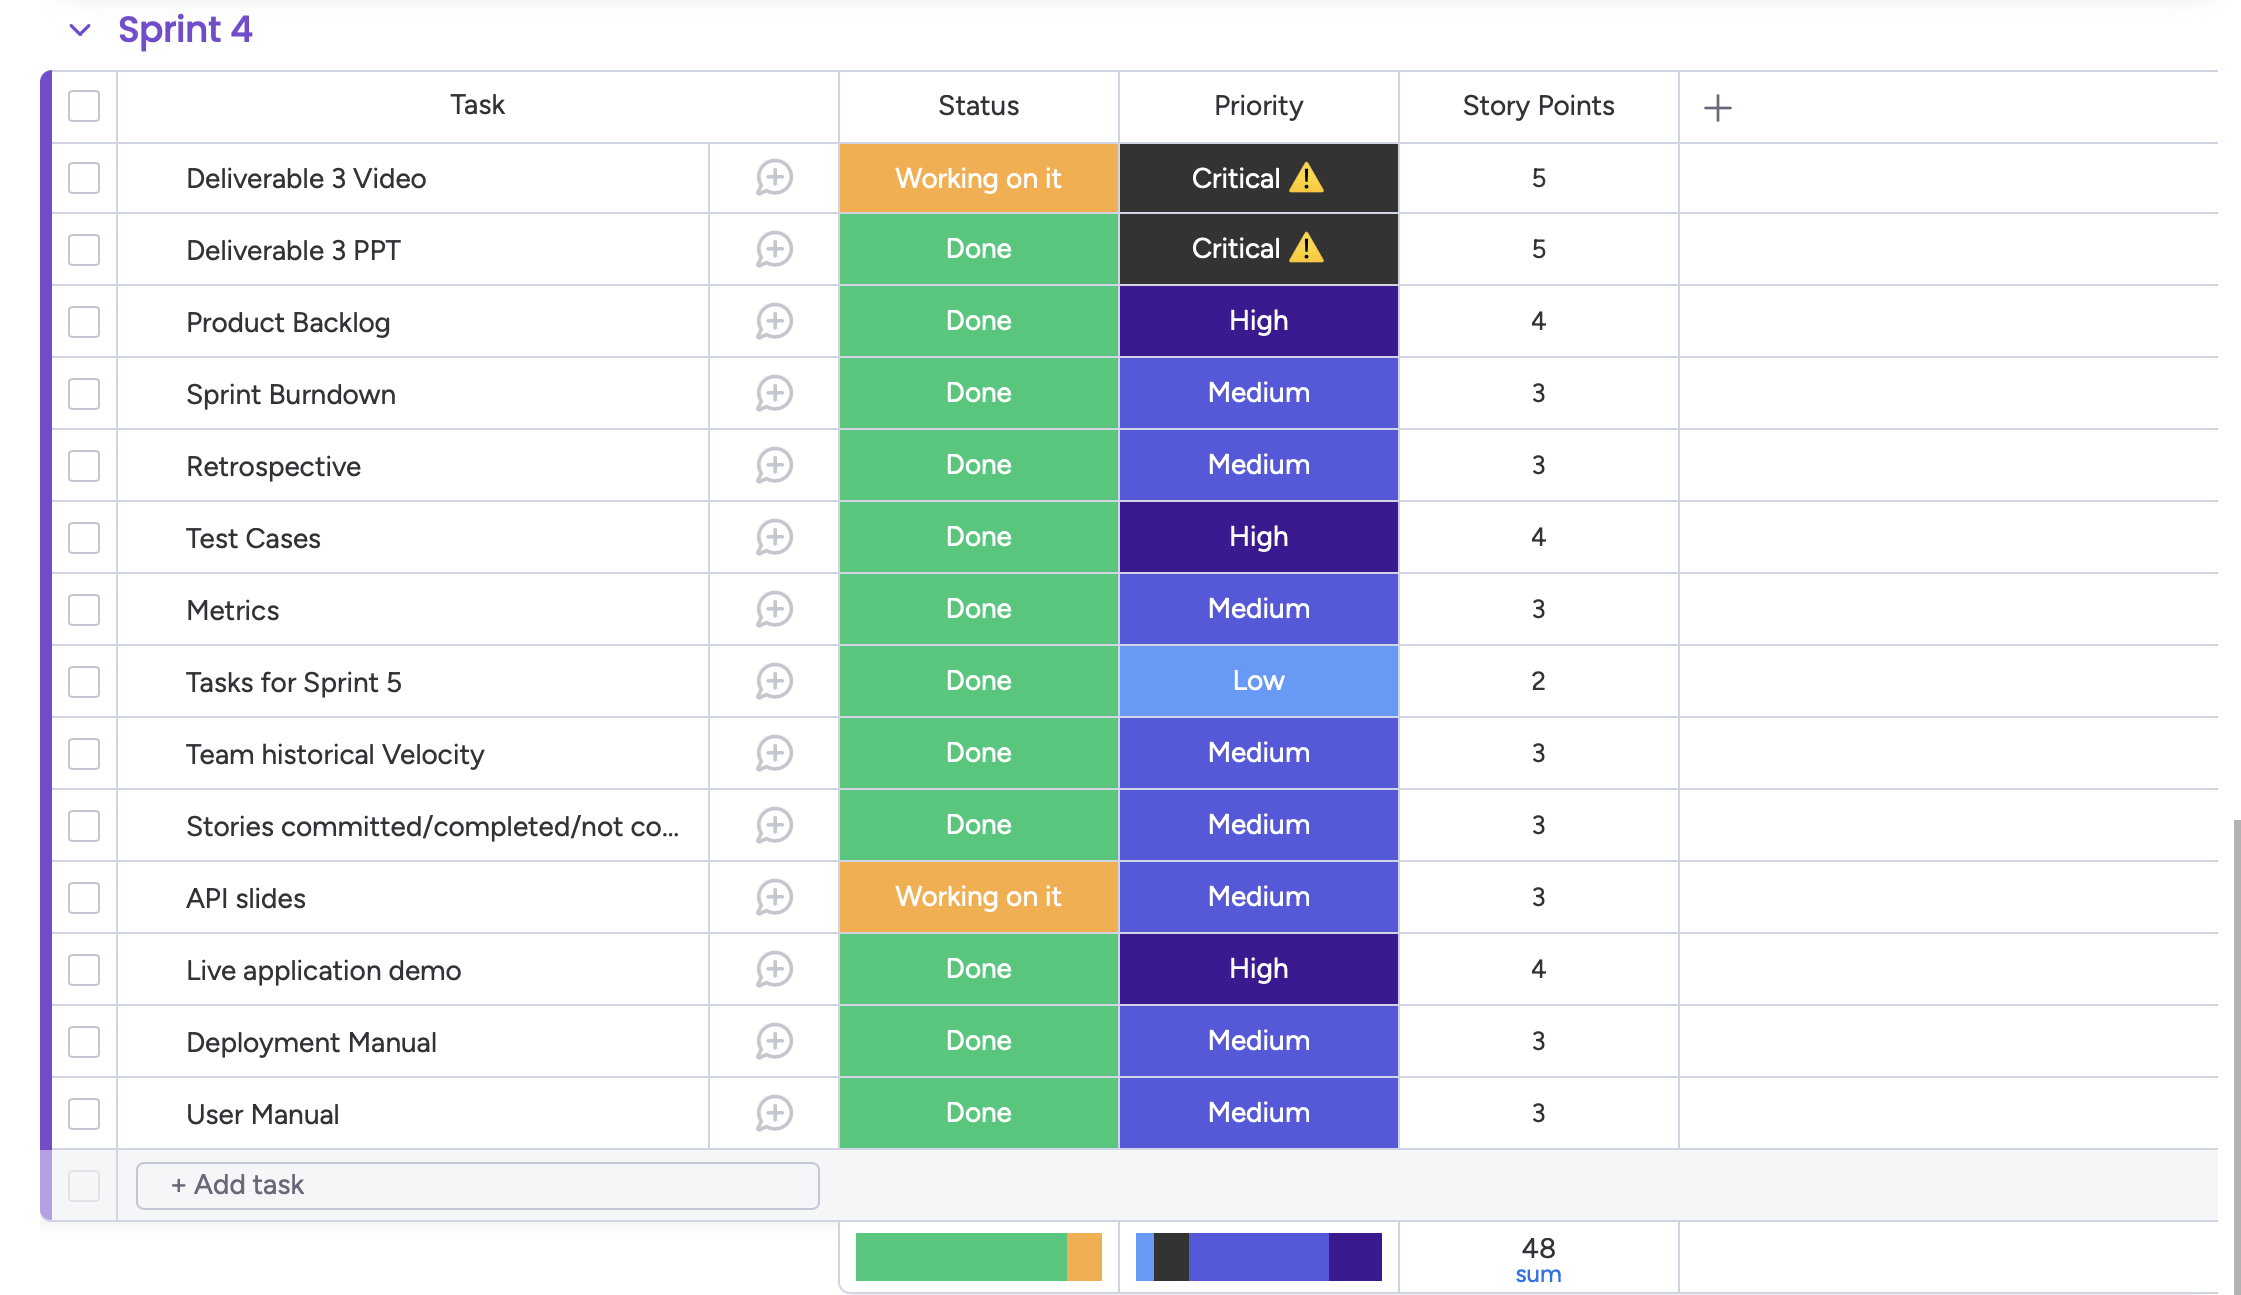 Sprint 4
Task Status Priority Story Points
Deliverable 3 Video Working on it Critical 5
Deliverable 3 PPT Done Critical 5
Product Backlog Done High 4
Sprint Burndown Done Medium 3
Retrospective Done Medium 3
Test Cases Done High 4
Metrics Done Medium 3
Tasks for Sprint 5 Done Low 2
Team historical Velocity Done Medium 3
Stories committed/completed/not co... Done Medium 3
API slides Working on it Medium 3
Live application demo Done High 4
Deployment Manual Done Medium 3
User Manual Done Medium 3
+ Add task
48
sum